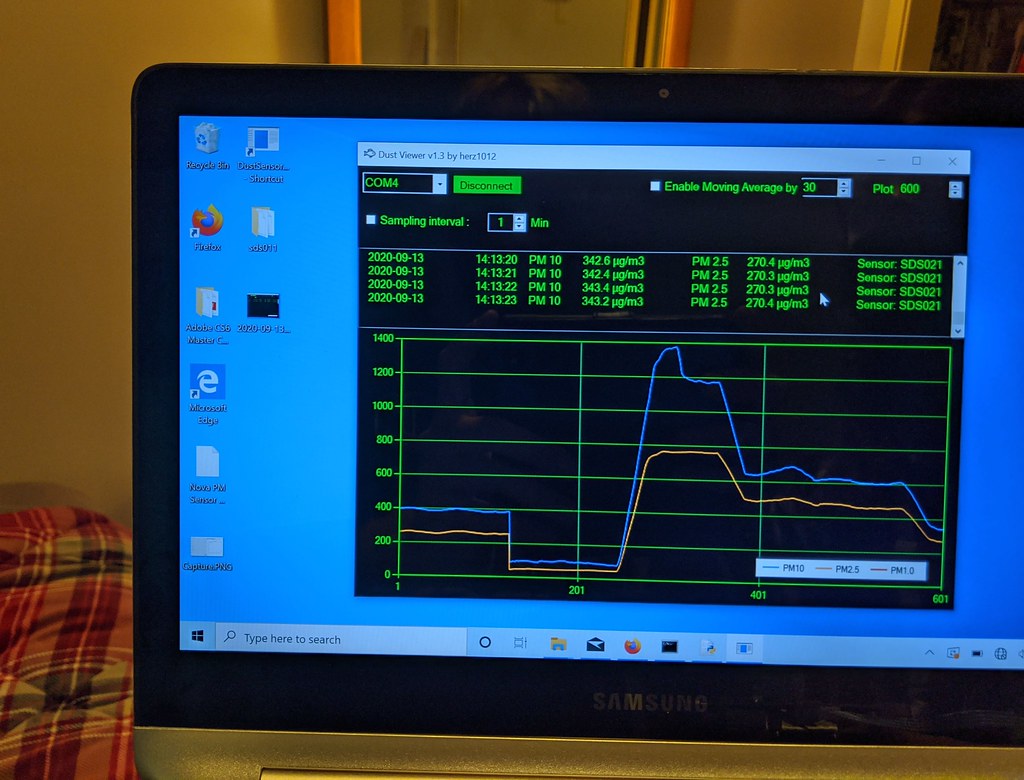 Recycle Bin
DustSensor...
- Shortcut
Firefox
sds011
Adobe CS6
Master C...
2020-09-13...
Microsoft
Edge
Nova PM
Sensor ...
Capture.PNG
Dust Viewer v1.3 by herz1012
COM4 Disconnect Enable Moving Average by 30 Plot 600
Sampling interval : 1 Min
2020-09-13 14:13:20 PM 10 342.6 µg/m3 PM 2.5 270.4 µg/m3 Sensor: SDS021
2020-09-13 14:13:21 PM 10 342.4 µg/m3 PM 2.5 270.3 µg/m3 Sensor: SDS021
2020-09-13 14:13:22 PM 10 343.4 µg/m3 PM 2.5 270.3 µg/m3 Sensor: SDS021
2020-09-13 14:13:23 PM 10 343.2 µg/m3 PM 2.5 270.4 µg/m3 Sensor: SDS021
1400
1200
1000
800
600
400
200
0
1 201 401 601
PM10 PM2.5 PM1.0
Type here to search
SAMSUNG